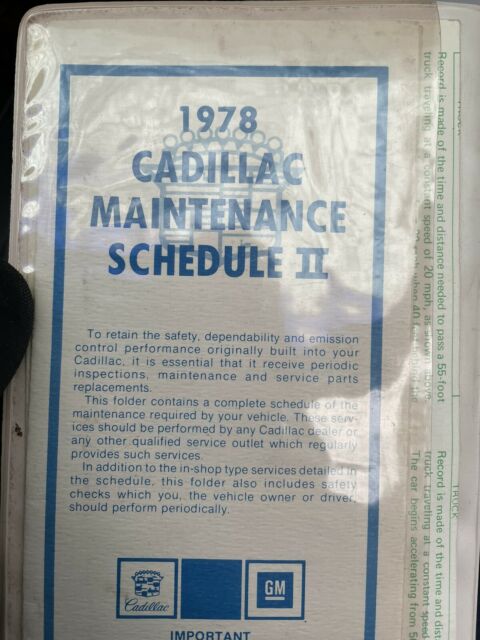 1978
CADILLAC
MAINTENANCE
SCHEDULE II
To retain the safety, dependability and emission
control performance originally built into your
Cadillac, it is essential that it receive periodic
inspections, maintenance and service parts
replacements.
This folder contains a complete schedule of the
maintenance required by your vehicle. These serv-
ices should be performed by any Cadillac dealer or
any other qualified service outlet which regularly
provides such services.
In addition to the in-shop type services detailed in
the schedule, this folder also includes safety
checks which you, the vehicle owner or driver,
should perform periodically.
Cadillac
GM
IMPORTANT
TRUCK
Record is made of the time and distance needed to pass a 55-foot
truck traveling at a constant speed of 20 mph, as shown above.
TRUCK
Record is made of the time and dist
truck traveling at a constant speed
The car begins accelerating from 5